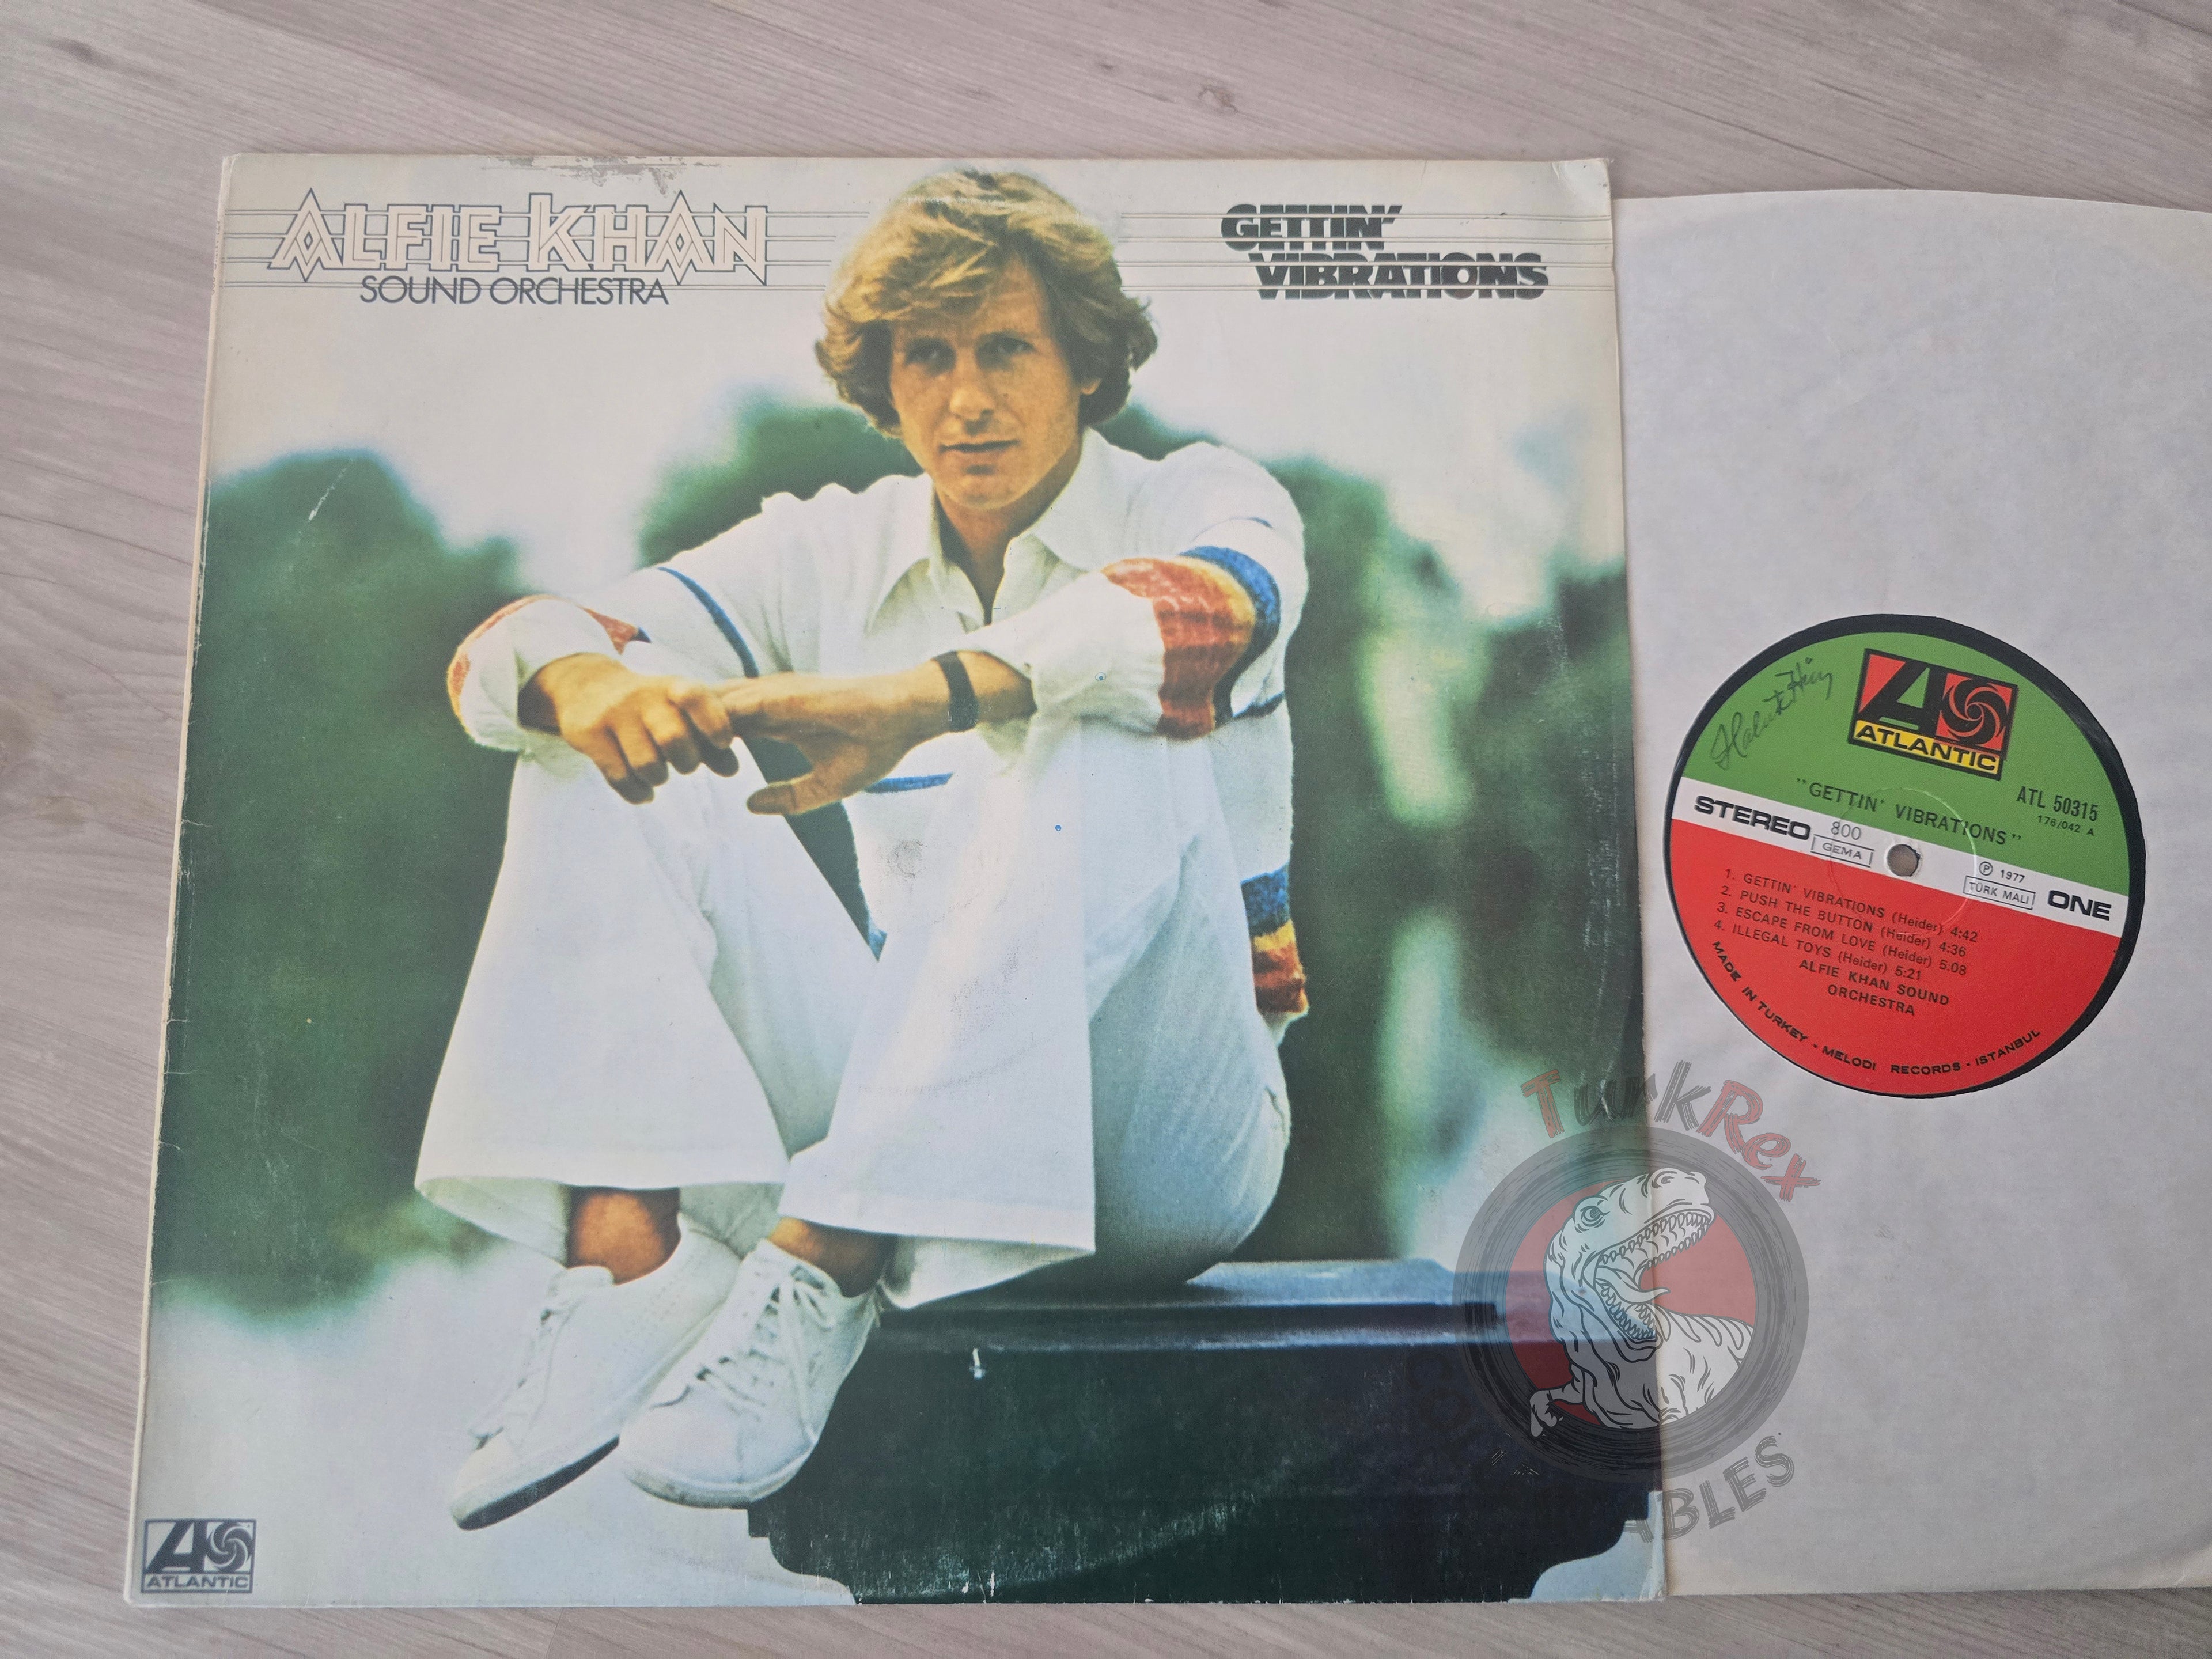 ALFIE KHAN
SOUND ORCHESTRA
GETTIN'
VIBRATIONS
ATLANTIC
ATLANTIC
"GETTIN' VIBRATIONS"
ATL 50315
176/042 A
STEREO
800
GEMA
Ⓟ 1977
TÜRK MALI
ONE
1. GETTIN' VIBRATIONS (Heider) 4:42
2. PUSH THE BUTTON (Heider) 4:36
3. ESCAPE FROM LOVE (Heider) 5:08
4. ILLEGAL TOYS (Heider) 5:21
ALFIE KHAN SOUND
ORCHESTRA
MADE IN TURKEY - MELODI RECORDS - ISTANBUL
TurkRex